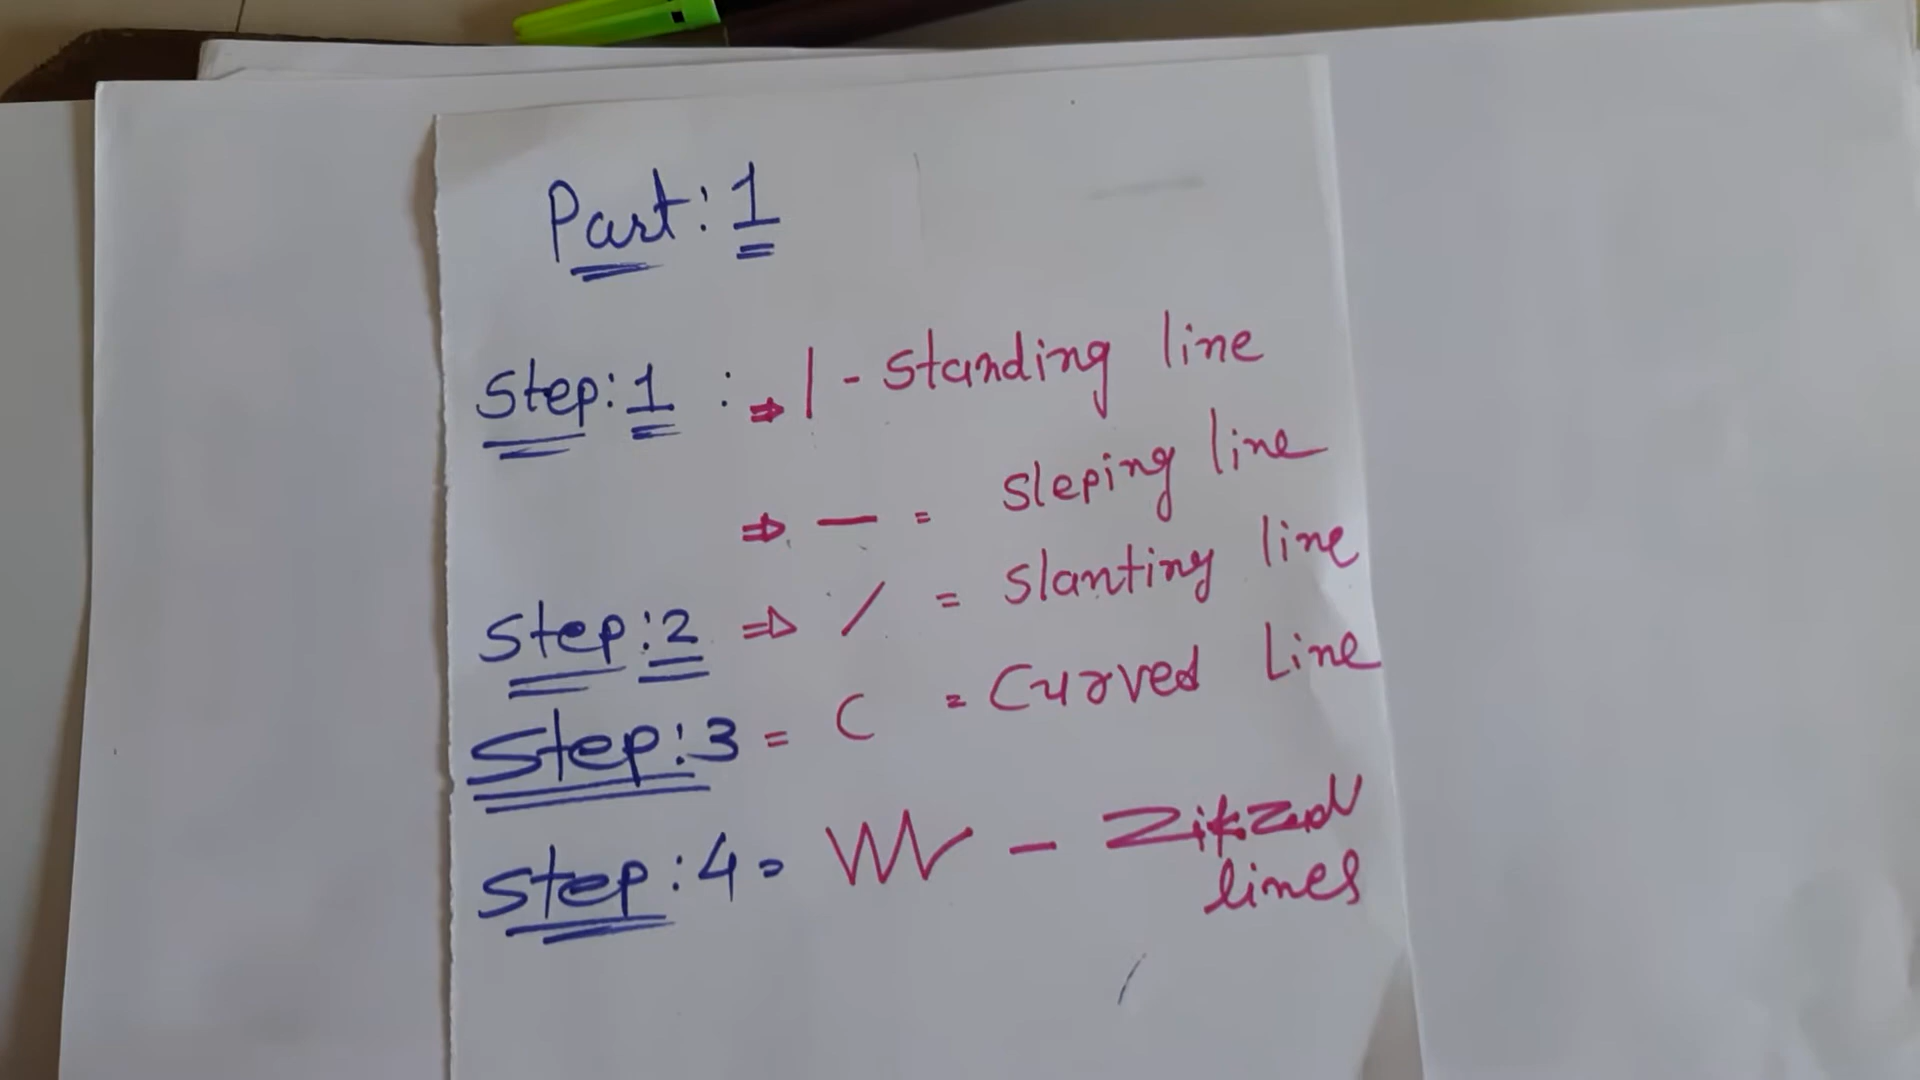 Part: 1
Step: 1 : ⇒ | - Standing line
⇒ — = Sleping line
Step: 2 ⇒ / = Slanting line
Step: 3 = C = Curved Line
Step: 4 = - Zikzad
lines